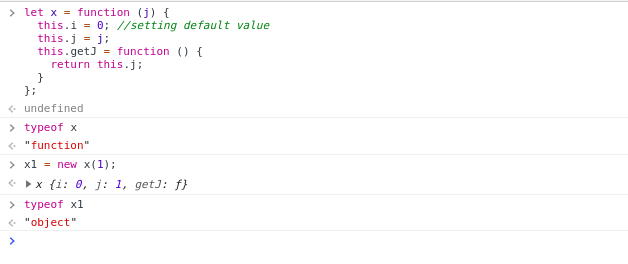 let x = function (j) {
this.i = 0; //setting default value
this.j = j;
this.getJ = function () {
return this.j;
}
};
undefined
typeof x
"function"
x1 = new x(1);
x {i: 0, j: 1, getJ: ƒ}
typeof x1
"object"